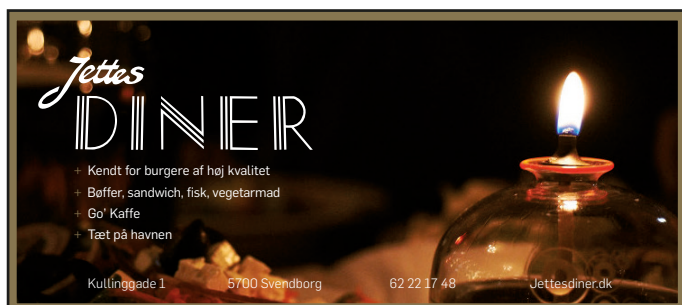 Jettes
DINER
+ Kendt for burgere af høj kvalitet
+ Bøffer, sandwich, fisk, vegetarmad
+ Go' Kaffe
+ Tæt på havnen
Kullinggade 1 5700 Svendborg 62 22 17 48 Jettesdiner.dk